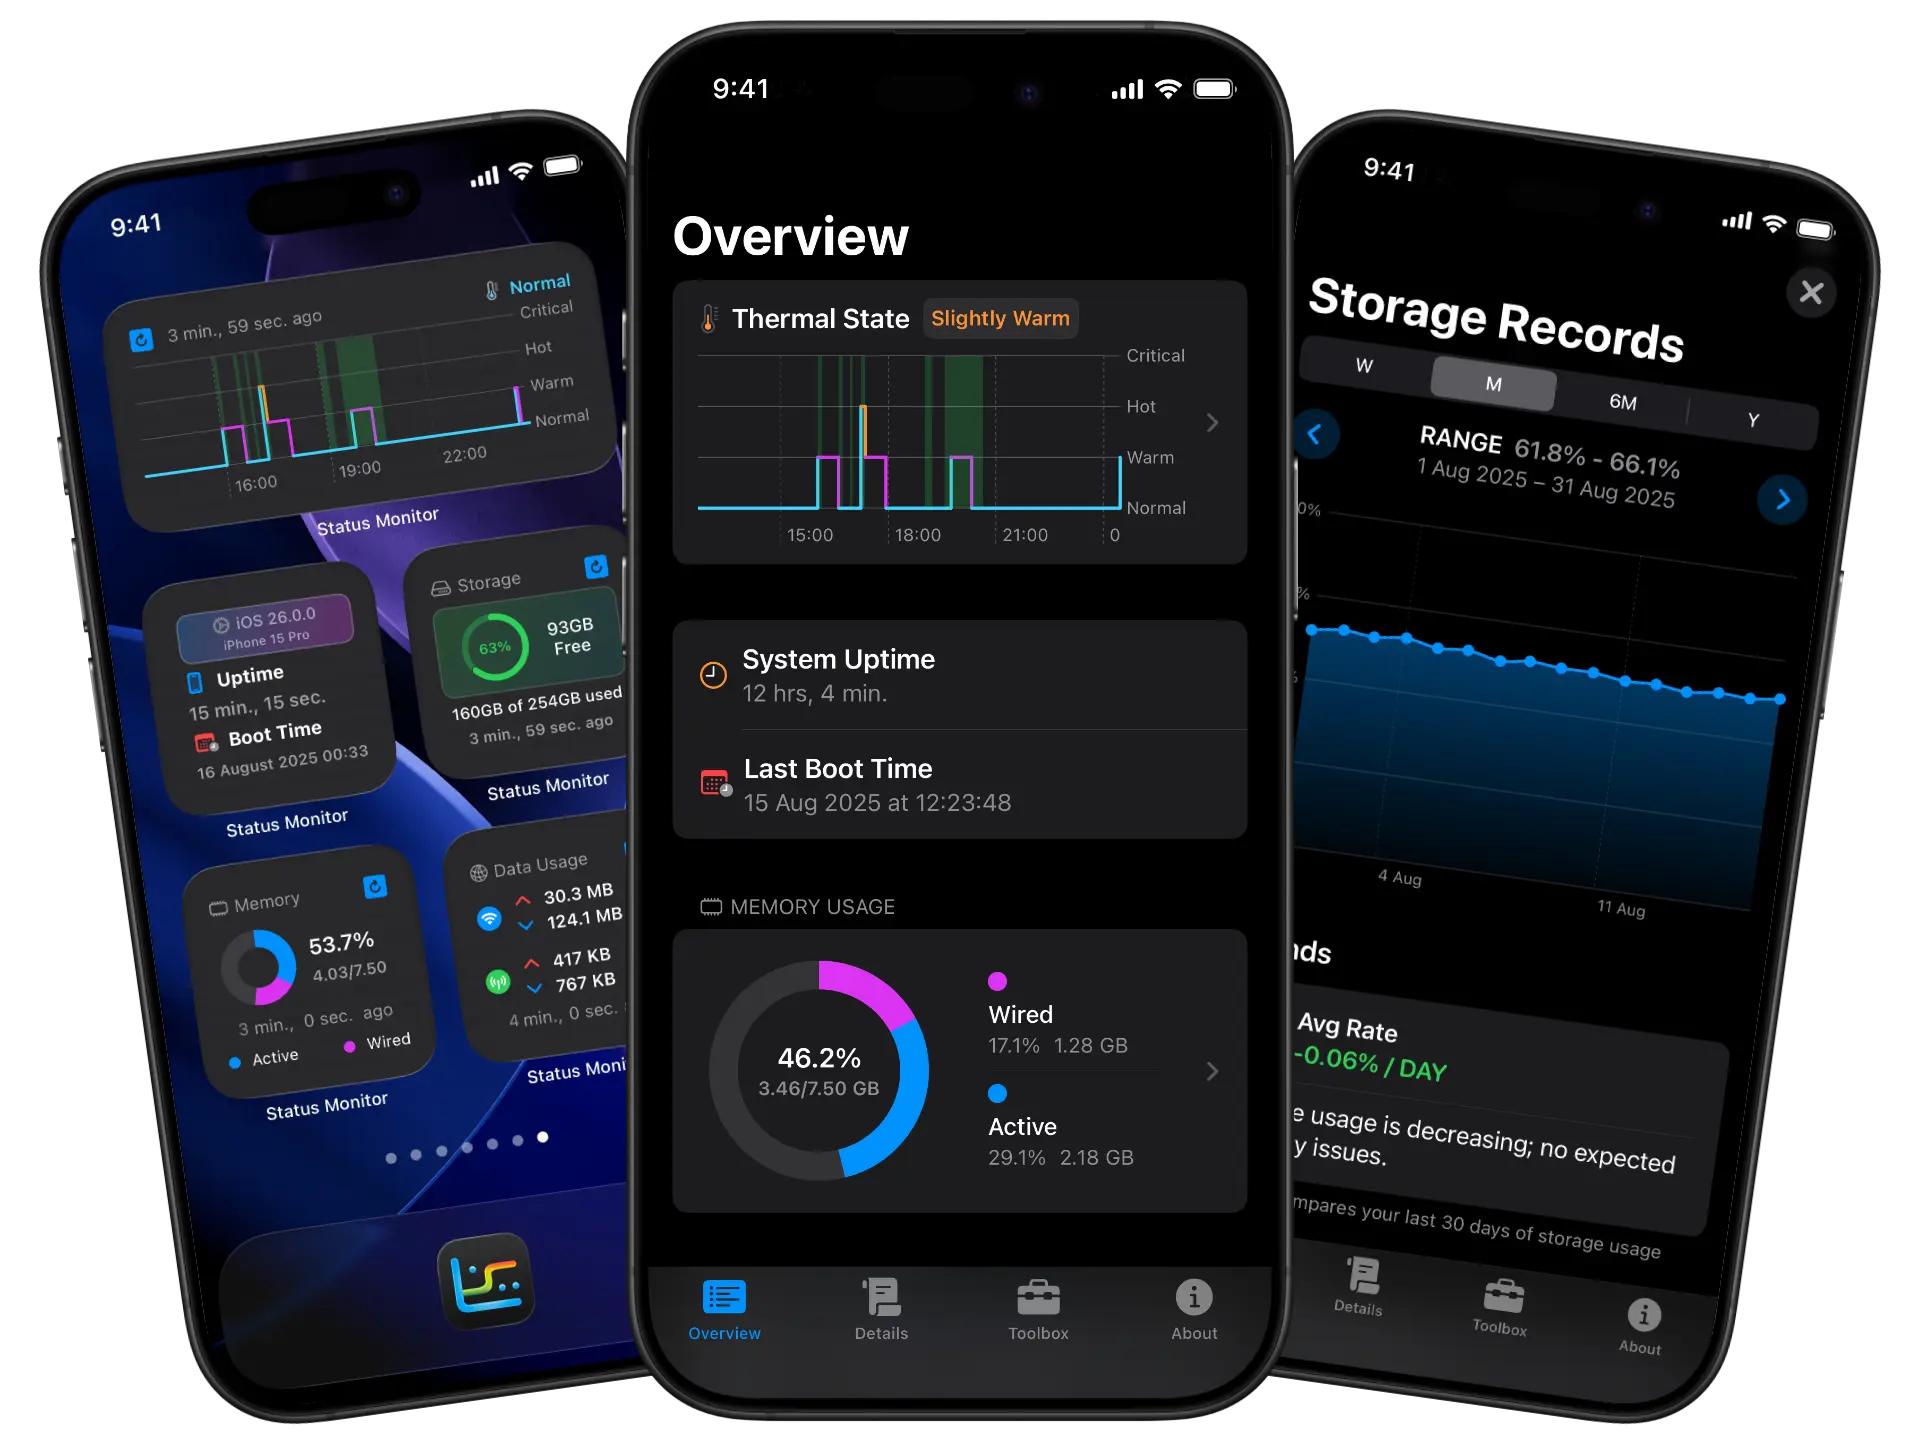 9:41
Normal
3 min., 59 sec. ago
Critical
Hot
Warm
Normal
16:00
19:00
22:00
Status Monitor
iOS 26.0.0
iPhone 15 Pro
Uptime
15 min., 15 sec.
Boot Time
16 August 2025 00:33
Status Monitor
Storage
63%
93GB
Free
160GB of 254GB used
3 min., 59 sec. ago
Status Monitor
Memory
53.7%
4.03/7.50
3 min., 0 sec. ago
Active
Wired
Status Monitor
Data Usage
30.3 MB
124.1 MB
417 KB
767 KB
4 min., 0 sec.
Status Moni
9:41
Overview
Thermal State
Slightly Warm
Critical
Hot
Warm
Normal
15:00
18:00
21:00
0
System Uptime
12 hrs, 4 min.
Last Boot Time
15 Aug 2025 at 12:23:48
MEMORY USAGE
46.2%
3.46/7.50 GB
Wired
17.1% 1.28 GB
Active
29.1% 2.18 GB
Overview
Details
Toolbox
About
9:41
Storage Records
W
M
6M
Y
RANGE 61.8% - 66.1%
1 Aug 2025 – 31 Aug 2025
0%
%
4 Aug
11 Aug
nds
Avg Rate
-0.06% / DAY
e usage is decreasing; no expected
y issues.
mpares your last 30 days of storage usage
Details
Toolbox
About